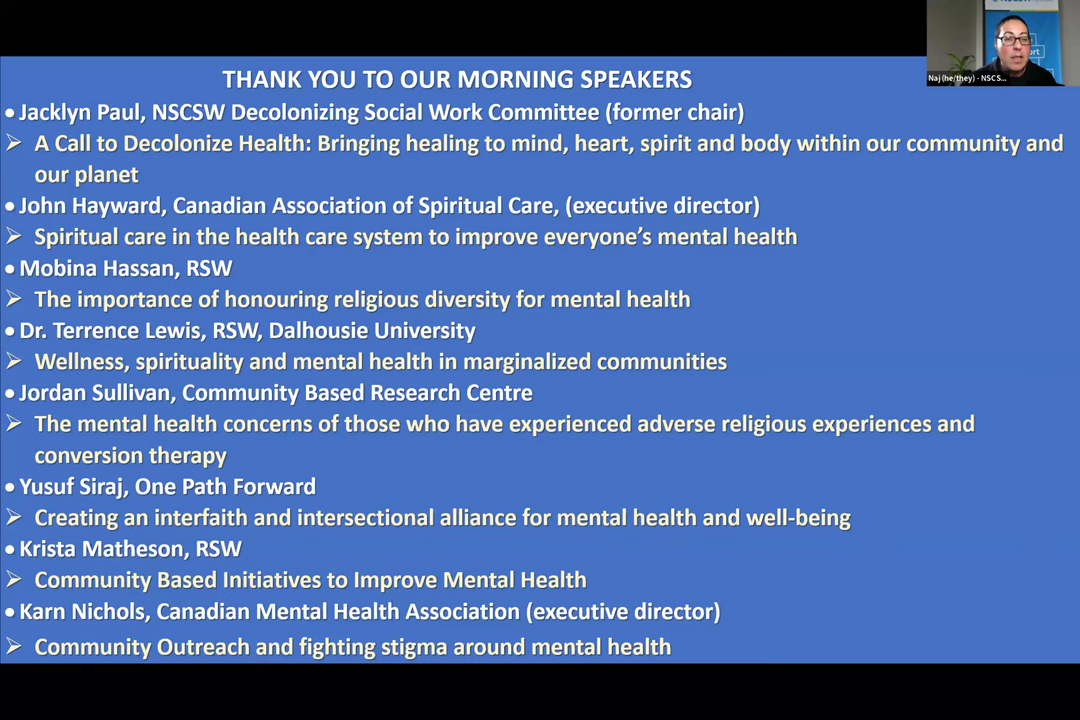 THANK YOU TO OUR MORNING SPEAKERS
• Jacklyn Paul, NSCSW Decolonizing Social Work Committee (former chair)
➢ A Call to Decolonize Health: Bringing healing to mind, heart, spirit and body within our community and
our planet
• John Hayward, Canadian Association of Spiritual Care, (executive director)
➢ Spiritual care in the health care system to improve everyone’s mental health
• Mobina Hassan, RSW
➢ The importance of honouring religious diversity for mental health
• Dr. Terrence Lewis, RSW, Dalhousie University
➢ Wellness, spirituality and mental health in marginalized communities
• Jordan Sullivan, Community Based Research Centre
➢ The mental health concerns of those who have experienced adverse religious experiences and
conversion therapy
• Yusuf Siraj, One Path Forward
➢ Creating an interfaith and intersectional alliance for mental health and well-being
• Krista Matheson, RSW
➢ Community Based Initiatives to Improve Mental Health
• Karn Nichols, Canadian Mental Health Association (executive director)
➢ Community Outreach and fighting stigma around mental health
Naj (he/they) - NSCS...